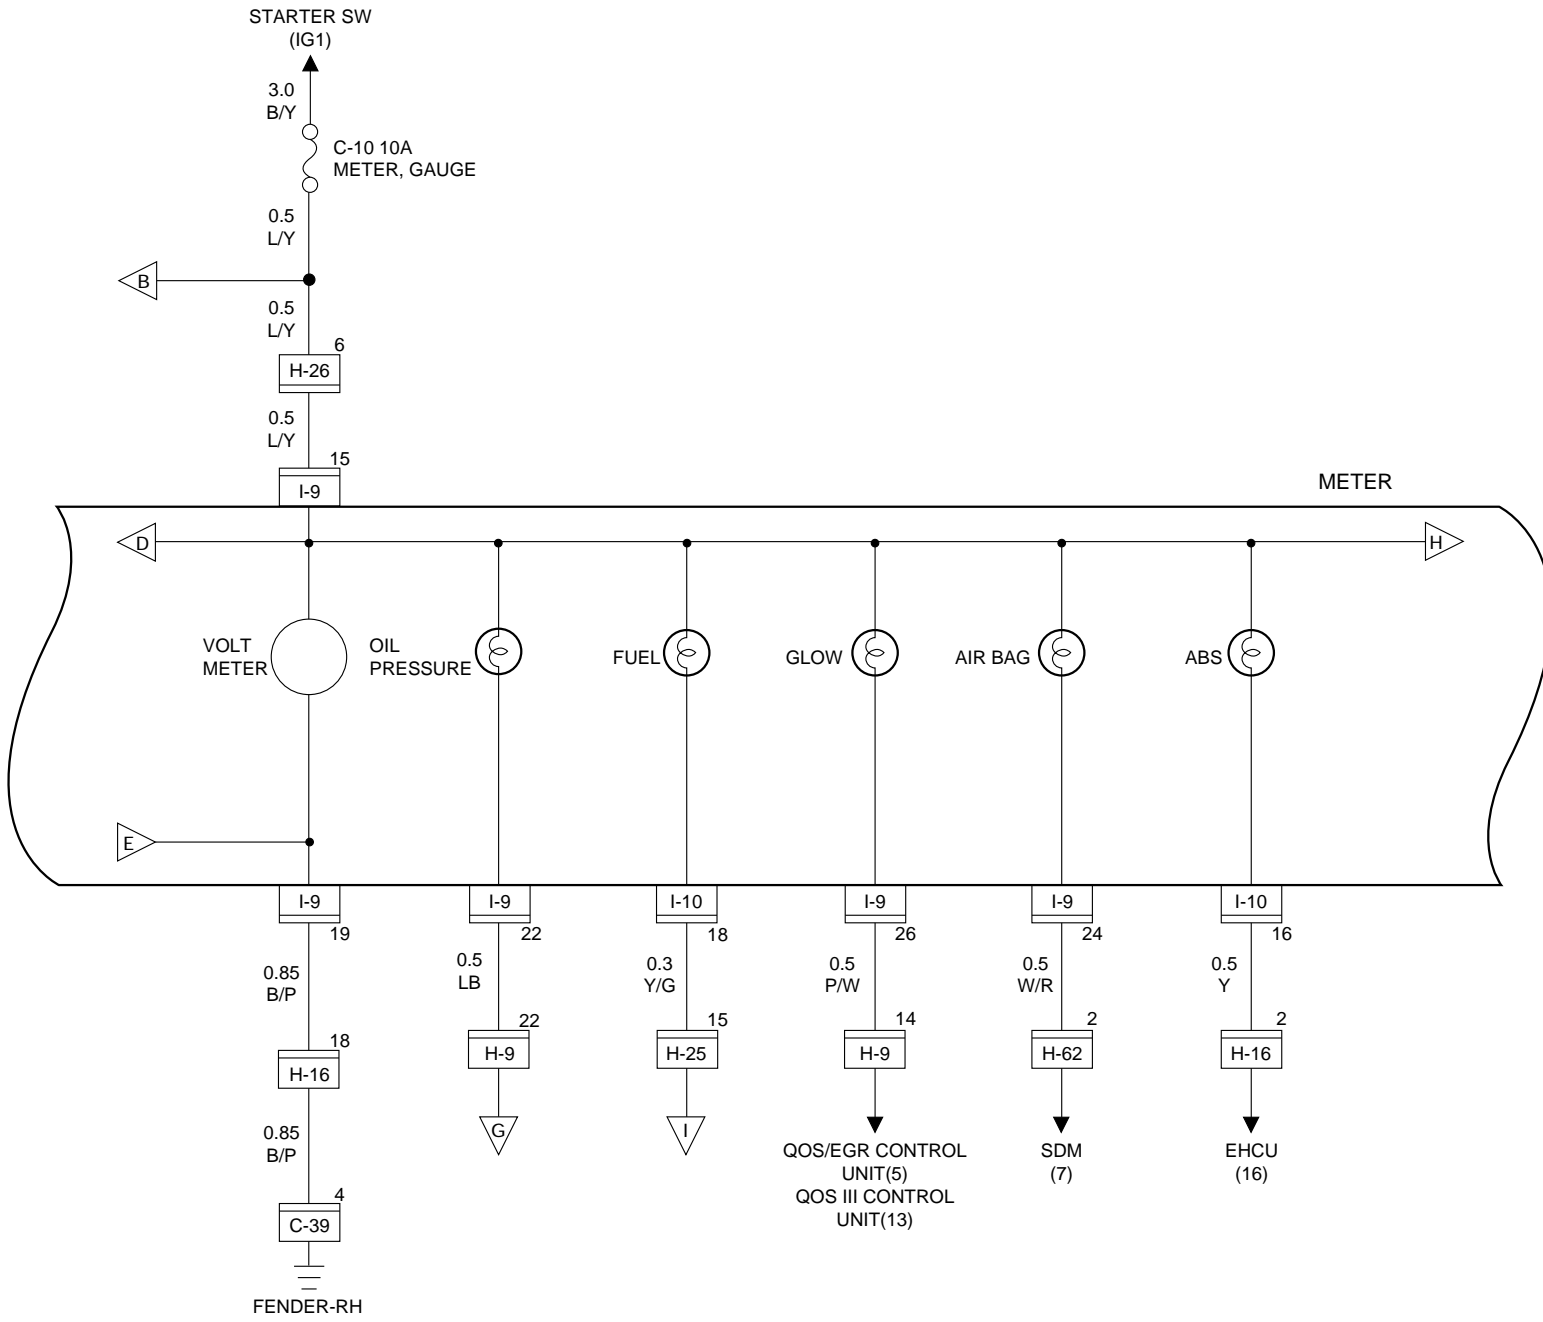 STARTER SW
(IG1)
3.0
B/Y
C-10 10A
METER, GAUGE
0.5
L/Y
B
0.5
L/Y
6
H-26
0.5
L/Y
15
I-9
METER
D
H
VOLT
METER
OIL
PRESSURE
FUEL
GLOW
AIR BAG
ABS
E
I-9
I-9
I-10
I-9
I-9
I-10
19
22
18
26
24
16
0.85
B/P
0.5
LB
0.3
Y/G
0.5
P/W
0.5
W/R
0.5
Y
18
H-16
22
H-9
15
H-25
14
H-9
2
H-62
2
H-16
G
I
0.85
B/P
QOS/EGR CONTROL
UNIT(5)
QOS III CONTROL
UNIT(13)
SDM
(7)
EHCU
(16)
4
C-39
FENDER-RH